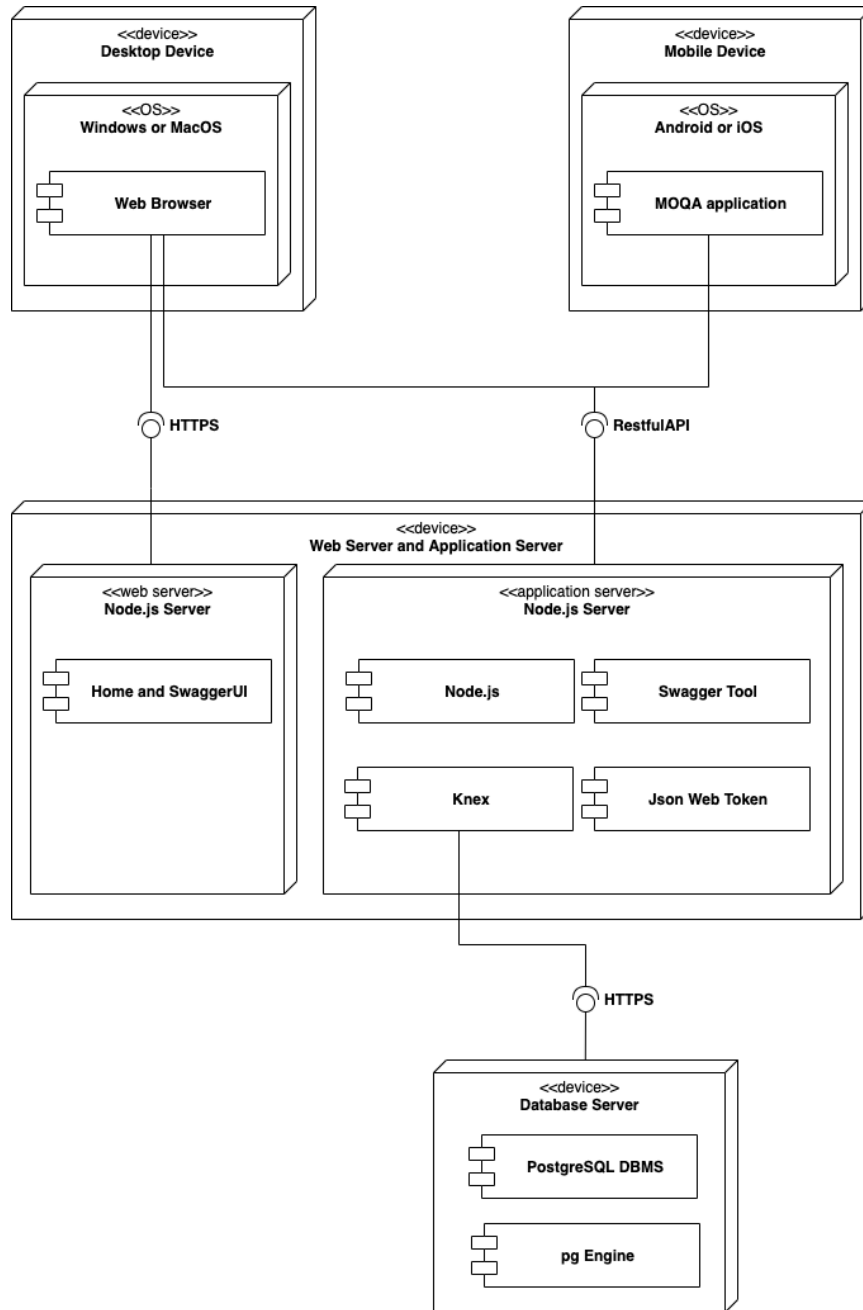 <<device>>
Desktop Device
<<OS>>
Windows or MacOS
Web Browser
<<device>>
Mobile Device
<<OS>>
Android or iOS
MOQA application
HTTPS
RestfulAPI
<<device>>
Web Server and Application Server
<<web server>>
Node.js Server
Home and SwaggerUI
<<application server>>
Node.js Server
Node.js
Swagger Tool
Knex
Json Web Token
HTTPS
<<device>>
Database Server
PostgreSQL DBMS
pg Engine